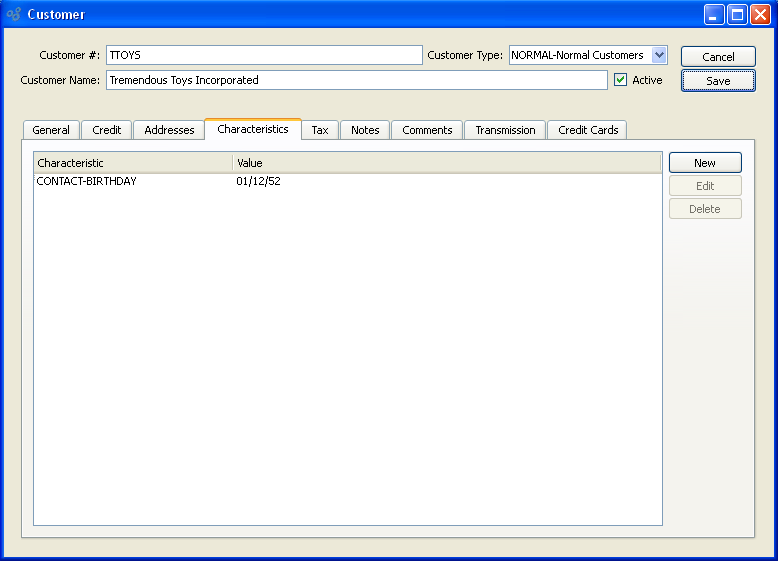 Customer
Customer #: TTOYS Customer Type: NORMAL-Normal Customers Cancel
Customer Name: Tremendous Toys Incorporated Active Save
General Credit Addresses Characteristics Tax Notes Comments Transmission Credit Cards
Characteristic Value New
CONTACT-BIRTHDAY 01/12/52 Edit
Delete